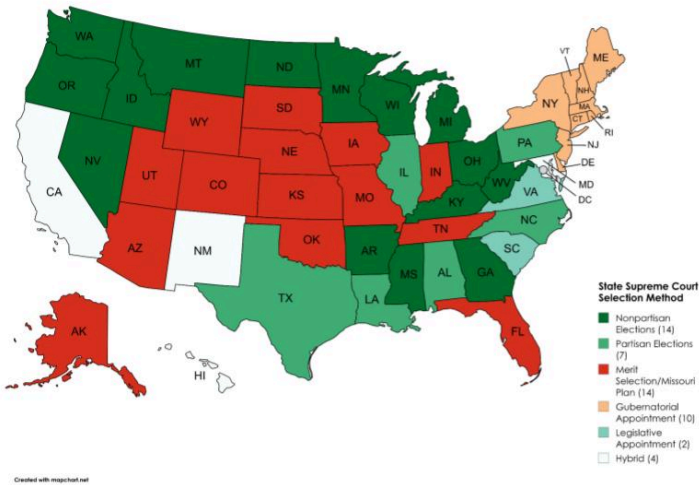 WA
MT
ND
MN
OR
ID
WI
MI
VT
ME
NH
NY
MA
CT
RI
WY
SD
IA
NE
NV
UT
CO
CA
KS
MO
IL
IN
OH
PA
NJ
DE
MD
DC
WV
VA
KY
NC
TN
AZ
NM
OK
AR
SC
MS
AL
GA
TX
LA
FL
AK
HI
State Supreme Court
Selection Method
Nonpartisan
Elections (14)
Partisan Elections
(7)
Merit
Selection/Missouri
Plan (14)
Gubernatorial
Appointment (10)
Legislative
Appointment (2)
Hybrid (4)
Created with mapchart.net